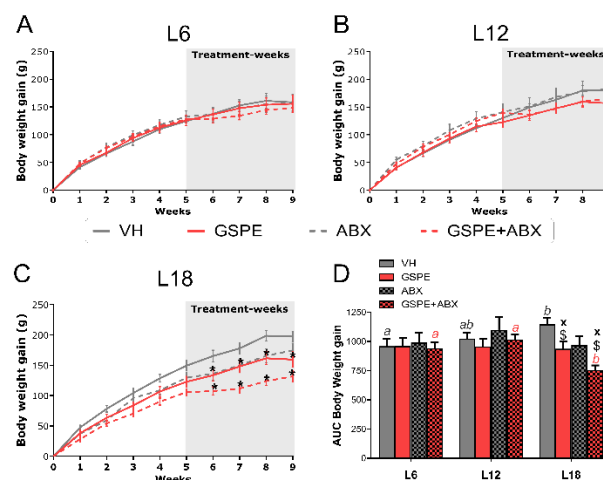 A
L6
Treatment-weeks
Body weight gain (g)
250
200
150
100
50
0
0 1 2 3 4 5 6 7 8 9
Weeks
B
L12
Treatment-weeks
Body weight gain (g)
250
200
150
100
50
0
0 1 2 3 4 5 6 7 8 9
Weeks
VH GSPE ABX GSPE+ABX
C
L18
Treatment-weeks
Body weight gain (g)
250
200
150
100
50
0
0 1 2 3 4 5 6 7 8 9
Weeks
* * * *
* * * *
D
VH
GSPE
ABX
GSPE+ABX
AUC Body Weight gain
1250
1000
750
500
250
0
a a ab a b x $ x $ b
L6 L12 L18